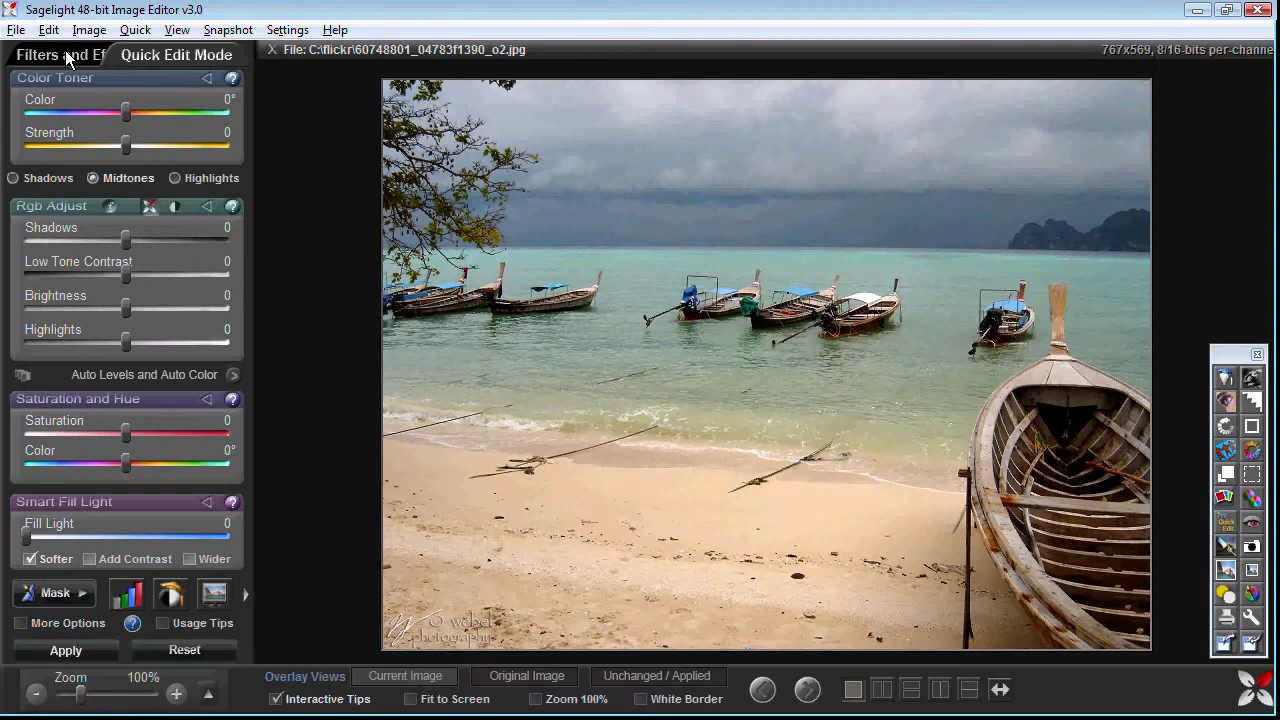 Sagelight 48-bit Image Editor v3.0
File Edit Image Quick View Snapshot Settings Help
Filters and Ef Quick Edit Mode X File: C:\flickr\60748801_04783f1390_o2.jpg 767x569, 8/16-bits per-channe
Color Toner
Color 0°
Strength 0
Shadows Midtones Highlights
Rgb Adjust
Shadows 0
Low Tone Contrast 0
Brightness 0
Highlights 0
Auto Levels and Auto Color
Saturation and Hue
Saturation 0
Color 0°
Smart Fill Light
Fill Light 0
Softer Add Contrast Wider
Mask
More Options Usage Tips
Apply Reset
Zoom 100%
Overlay Views Current Image Original Image Unchanged / Applied
Interactive Tips Fit to Screen Zoom 100% White Border
Quick
Edit
© webel
photography